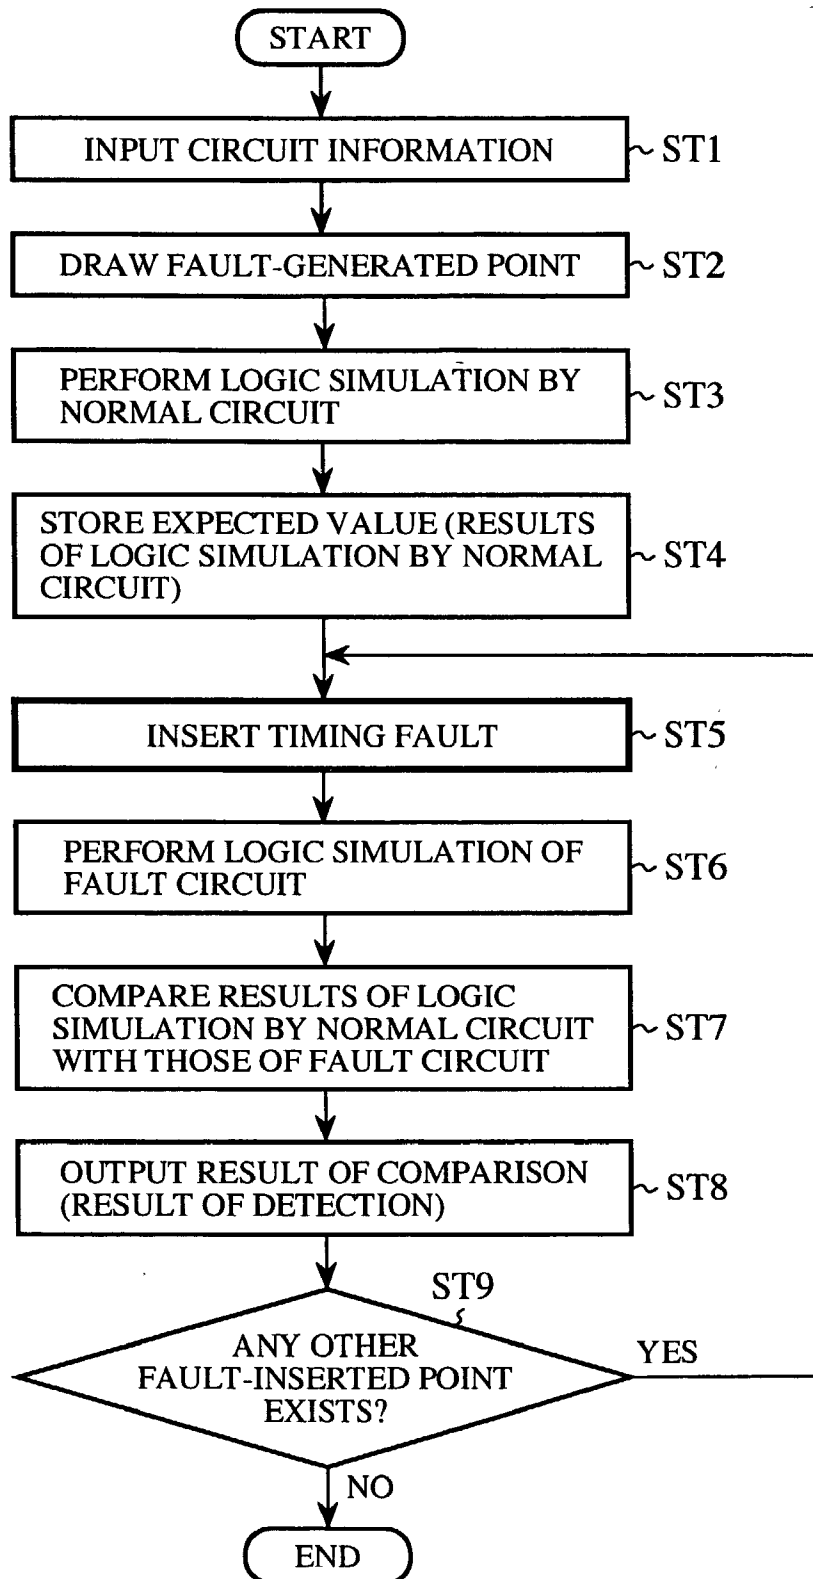 START
INPUT CIRCUIT INFORMATION
ST1
DRAW FAULT-GENERATED POINT
ST2
PERFORM LOGIC SIMULATION BY
NORMAL CIRCUIT
ST3
STORE EXPECTED VALUE (RESULTS
OF LOGIC SIMULATION BY NORMAL
CIRCUIT)
ST4
INSERT TIMING FAULT
ST5
PERFORM LOGIC SIMULATION OF
FAULT CIRCUIT
ST6
COMPARE RESULTS OF LOGIC
SIMULATION BY NORMAL CIRCUIT
WITH THOSE OF FAULT CIRCUIT
ST7
OUTPUT RESULT OF COMPARISON
(RESULT OF DETECTION)
ST8
ST9
ANY OTHER
FAULT-INSERTED POINT
EXISTS?
YES
NO
END